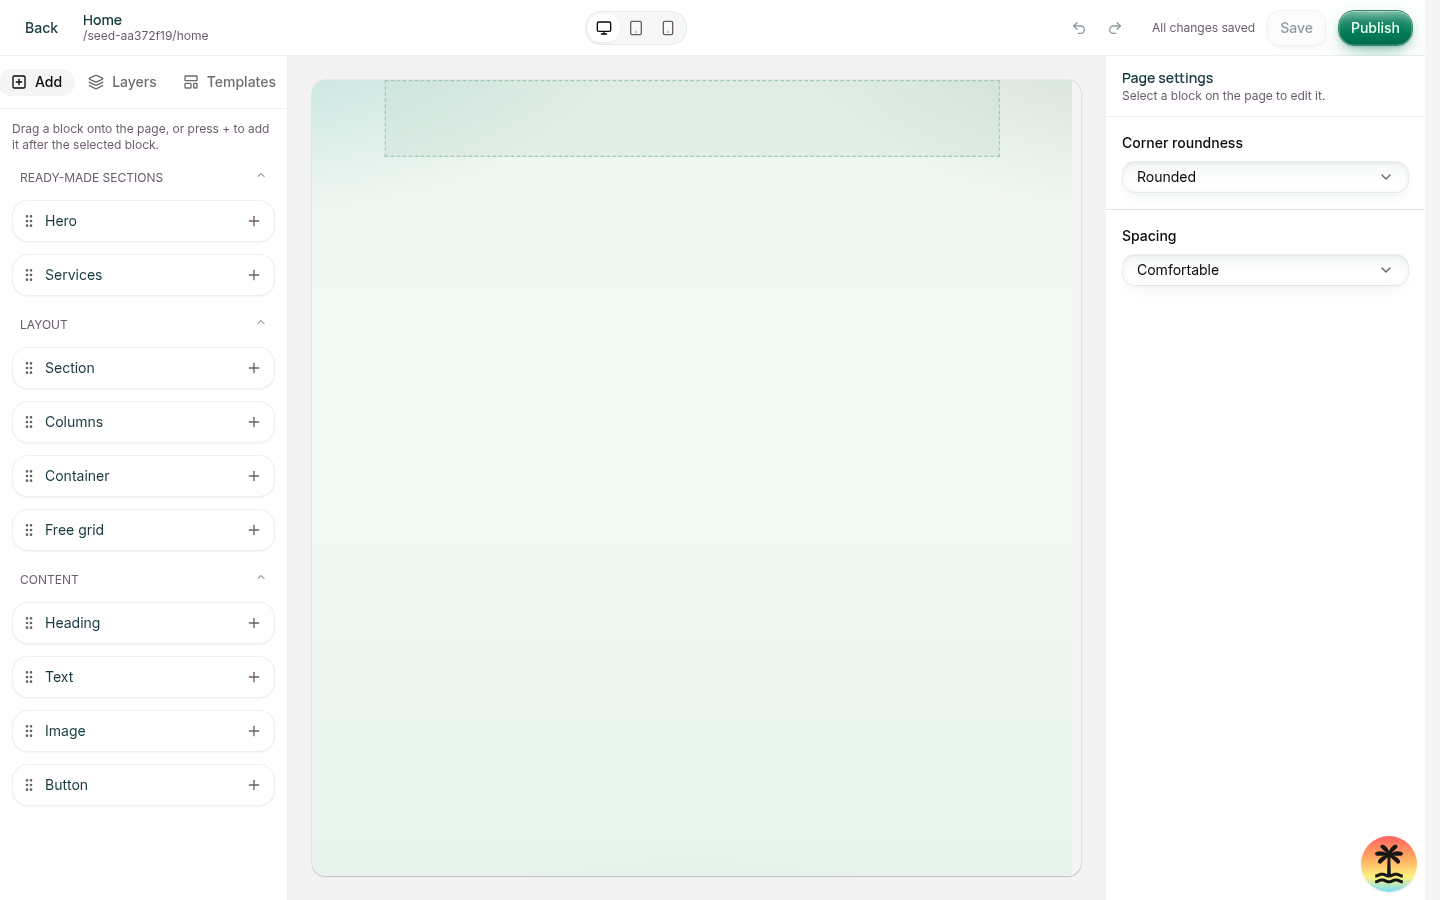 Back
Home
/seed-aa372f19/home
All changes saved
Save
Publish
Add
Layers
Templates
Drag a block onto the page, or press + to add
it after the selected block.
READY-MADE SECTIONS
Hero
Services
LAYOUT
Section
Columns
Container
Free grid
CONTENT
Heading
Text
Image
Button
Page settings
Select a block on the page to edit it.
Corner roundness
Rounded
Spacing
Comfortable